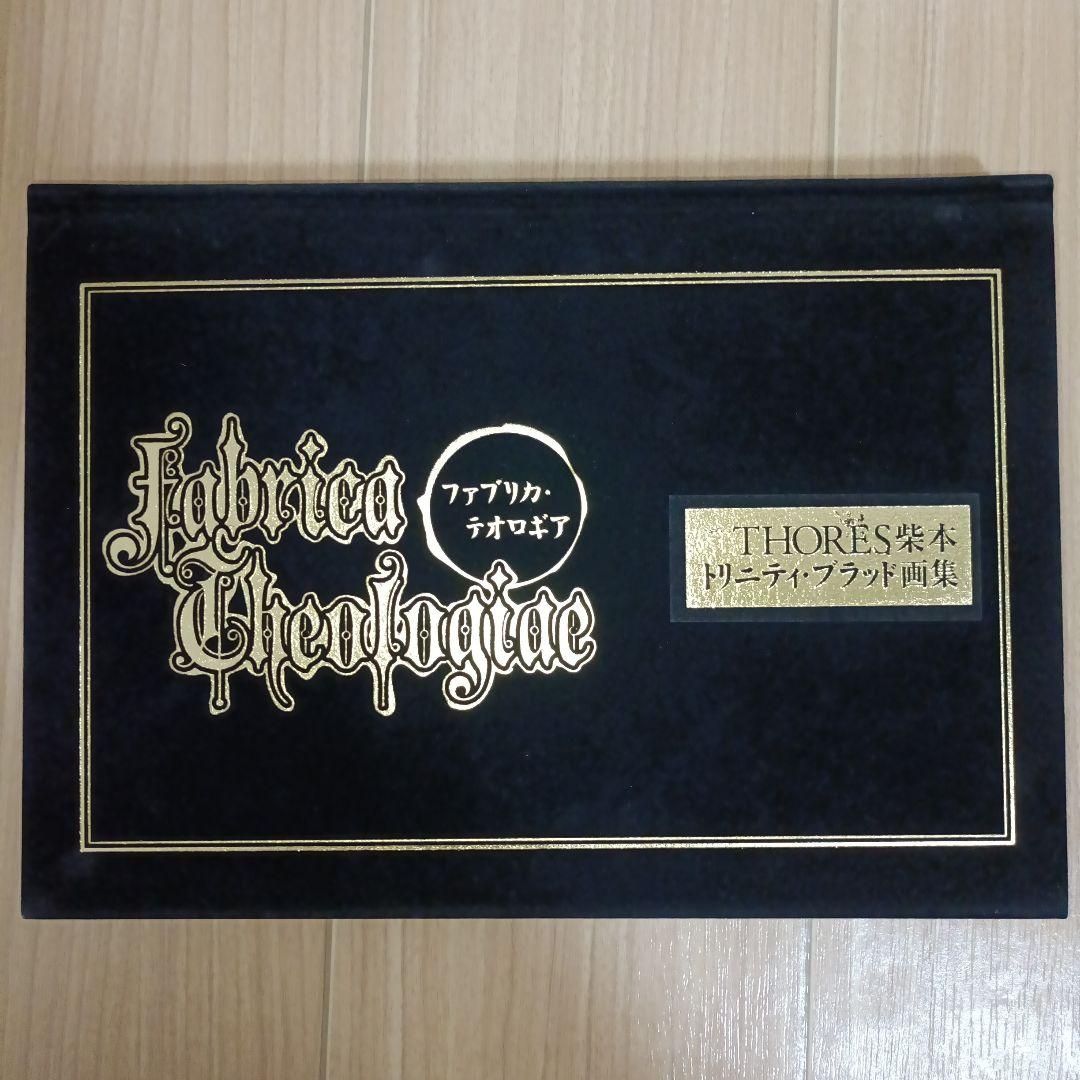 Fabrica
Theologiae
ファブリカ・
テオロギア
THORES柴本
トリニティ・ブラッド画集